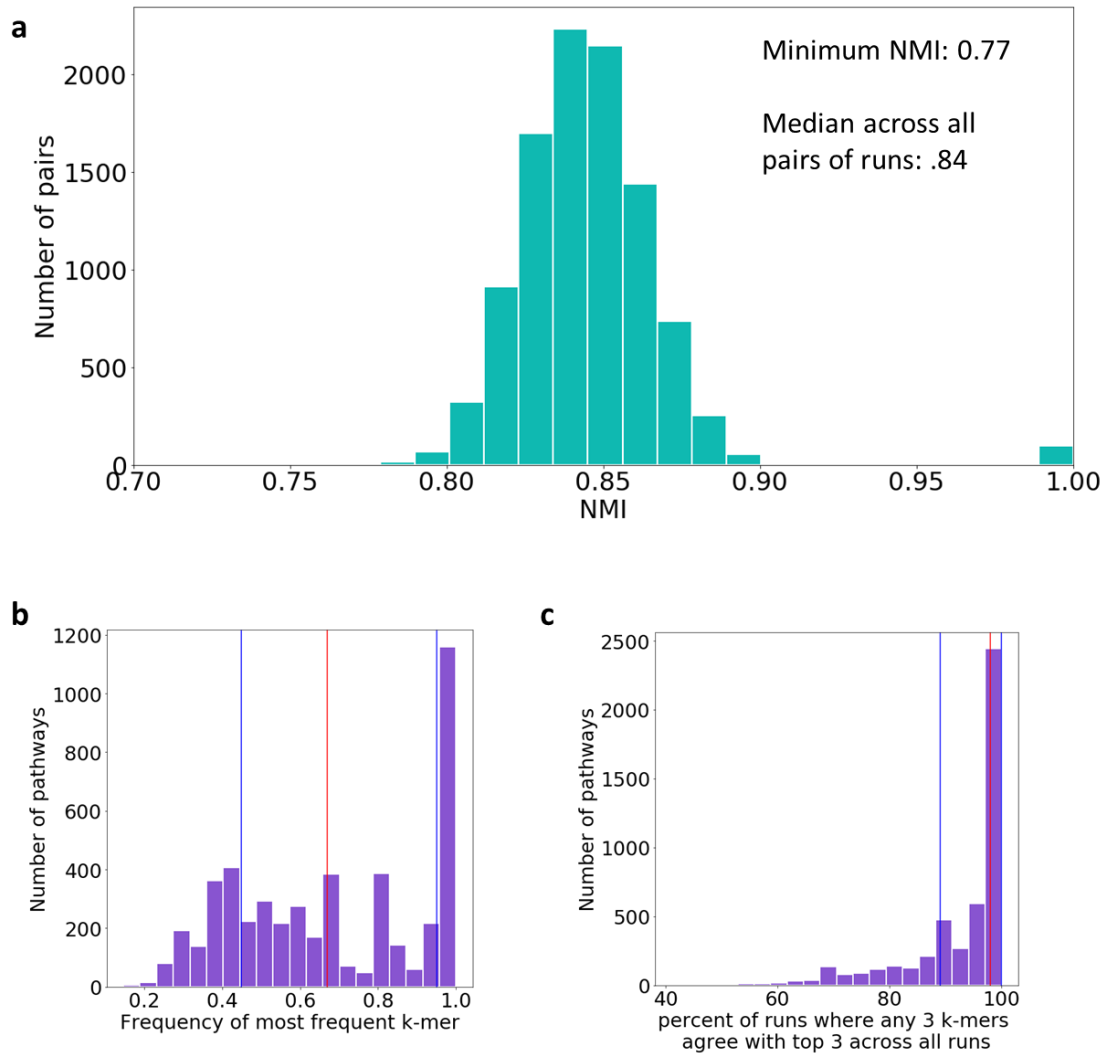 a
Minimum NMI: 0.77
Median across all
pairs of runs: .84
Number of pairs
2000
1500
1000
500
0
0.70
0.75
0.80
0.85
0.90
0.95
1.00
NMI
b
Number of pathways
1200
1000
800
600
400
200
0
0.2
0.4
0.6
0.8
1.0
Frequency of most frequent k-mer
c
Number of pathways
2500
2000
1500
1000
500
0
40
60
80
100
percent of runs where any 3 k-mers
agree with top 3 across all runs